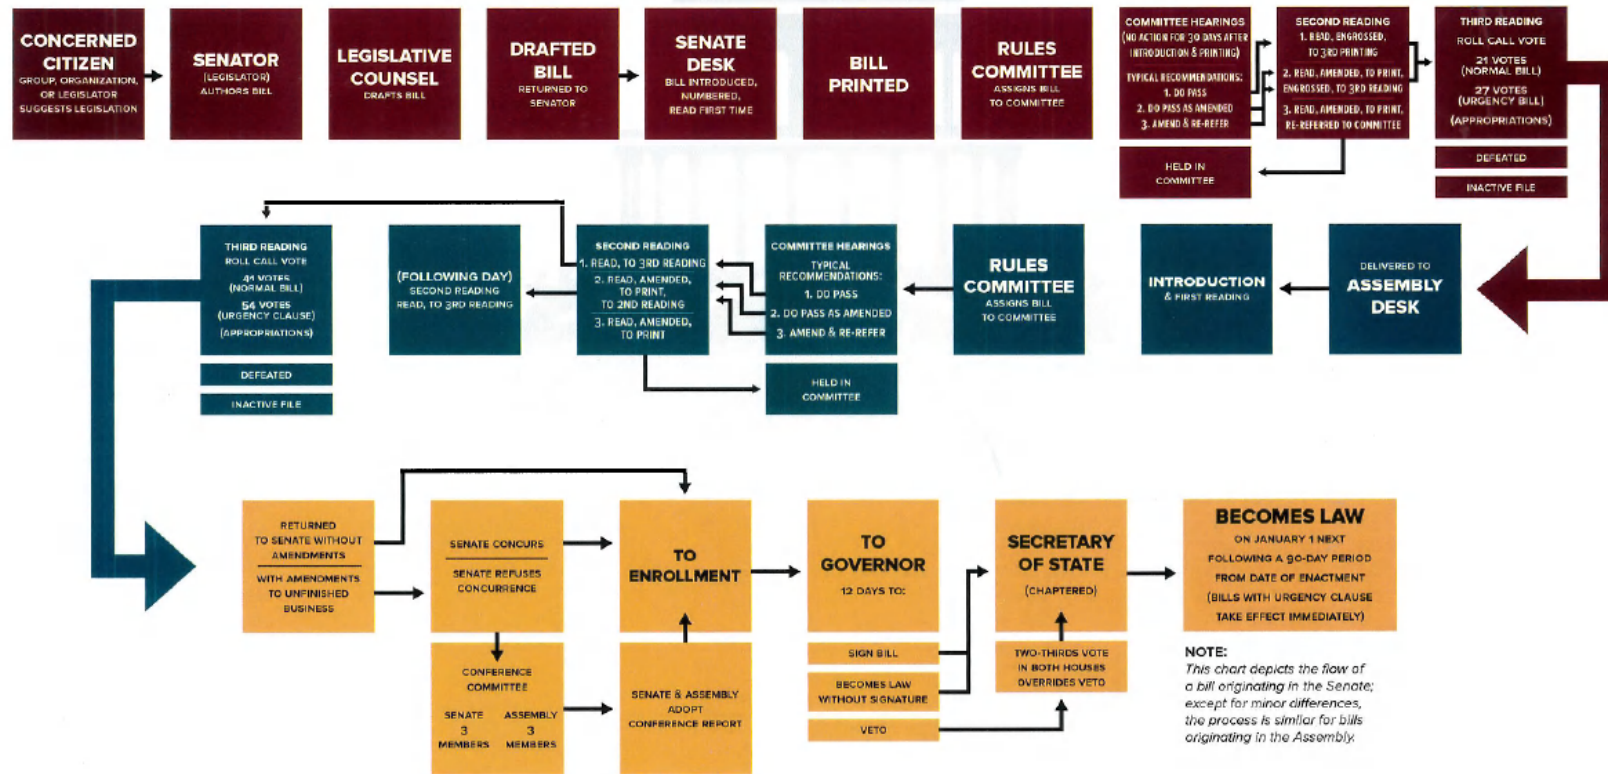 CONCERNED
CITIZEN
GROUP, ORGANIZATION,
OR LEGISLATOR
SUGGESTS LEGISLATION
SENATOR
(LEGISLATOR)
AUTHORS BILL
LEGISLATIVE
COUNSEL
DRAFTS BILL
DRAFTED
BILL
RETURNED TO
SENATOR
SENATE
DESK
BILL INTRODUCED,
NUMBERED,
READ FIRST TIME
BILL
PRINTED
RULES
COMMITTEE
ASSIGNS BILL
TO COMMITTEE
COMMITTEE HEARINGS
(NO ACTION FOR 30 DAYS AFTER
INTRODUCTION & PRINTING)
TYPICAL RECOMMENDATIONS:
1. DO PASS
2. DO PASS AS AMENDED
3. AMEND & RE-REFER
HELD IN
COMMITTEE
SECOND READING
1. READ, ENGROSSED,
TO 3RD PRINTING
2. READ, AMENDED, TO PRINT,
ENGROSSED, TO 3RD READING
3. READ, AMENDED, TO PRINT,
RE-REFERRED TO COMMITTEE
THIRD READING
ROLL CALL VOTE
21 VOTES
(NORMAL BILL)
27 VOTES
(URGENCY BILL)
(APPROPRIATIONS)
DEFEATED
INACTIVE FILE
DELIVERED TO
ASSEMBLY
DESK
INTRODUCTION
& FIRST READING
RULES
COMMITTEE
ASSIGNS BILL
TO COMMITTEE
COMMITTEE HEARINGS
TYPICAL
RECOMMENDATIONS:
1. DO PASS
2. DO PASS AS AMENDED
3. AMEND & RE-REFER
HELD IN
COMMITTEE
SECOND READING
1. READ, TO 3RD READING
2. READ, AMENDED,
TO PRINT,
TO 2ND READING
3. READ, AMENDED,
TO PRINT
(FOLLOWING DAY)
SECOND READING
READ, TO 3RD READING
THIRD READING
ROLL CALL VOTE
41 VOTES
(NORMAL BILL)
54 VOTES
(URGENCY CLAUSE)
(APPROPRIATIONS)
DEFEATED
INACTIVE FILE
RETURNED
TO SENATE WITHOUT
AMENDMENTS
WITH AMENDMENTS
TO UNFINISHED
BUSINESS
SENATE CONCURS
SENATE REFUSES
CONCURRENCE
CONFERENCE
COMMITTEE
SENATE
3
MEMBERS
ASSEMBLY
3
MEMBERS
TO
ENROLLMENT
SENATE & ASSEMBLY
ADOPT
CONFERENCE REPORT
TO
GOVERNOR
12 DAYS TO:
SIGN BILL
BECOMES LAW
WITHOUT SIGNATURE
VETO
SECRETARY
OF STATE
(CHAPTERED)
TWO-THIRDS VOTE
IN BOTH HOUSES
OVERRIDES VETO
BECOMES LAW
ON JANUARY 1 NEXT
FOLLOWING A 90-DAY PERIOD
FROM DATE OF ENACTMENT
(BILLS WITH URGENCY CLAUSE
TAKE EFFECT IMMEDIATELY)
NOTE:
This chart depicts the flow of
a bill originating in the Senate;
except for minor differences,
the process is similar for bills
originating in the Assembly.